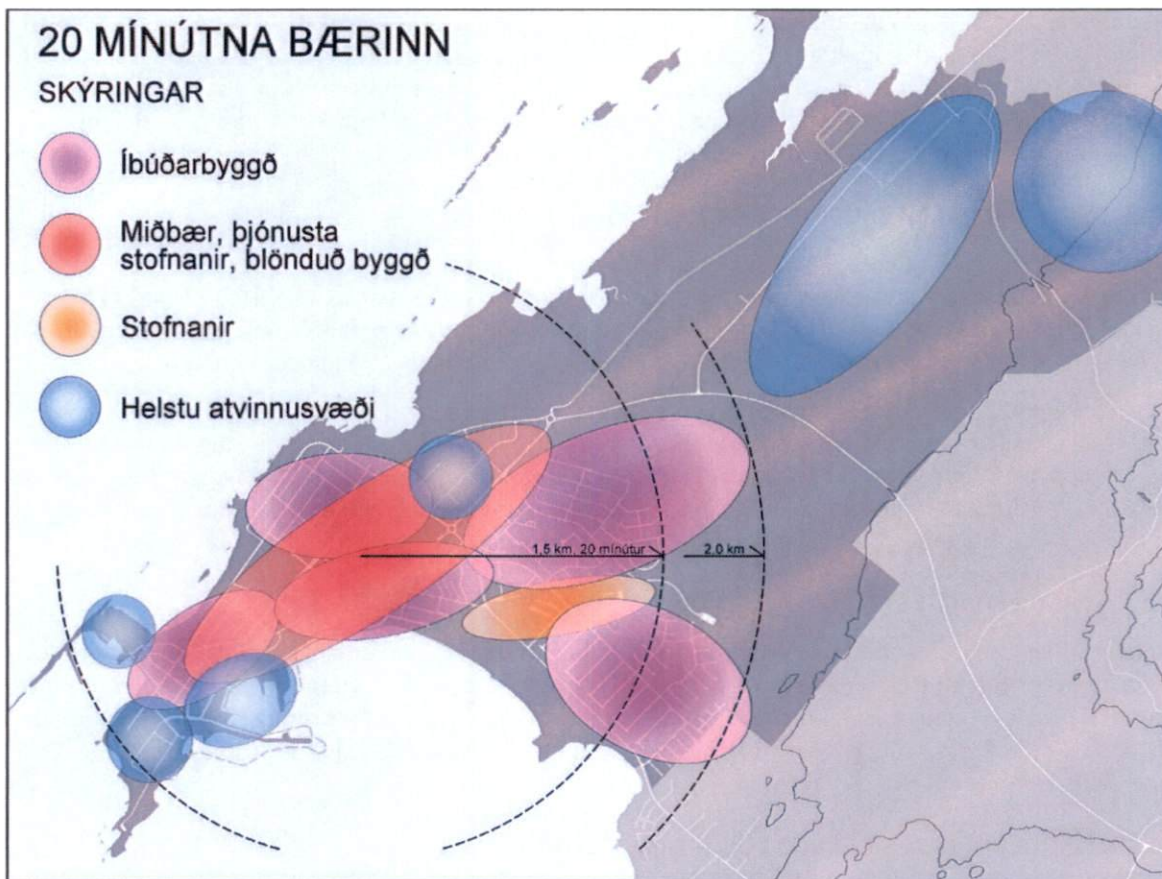 20 MÍNÚTNA BÆRINN
SKÝRINGAR
Íbúðarbyggð
Miðbær, þjónusta
stofnanir, blönduð byggð
Stofnanir
Helstu atvinnusvæði
1,5 km, 20 mínútur
2,0 km